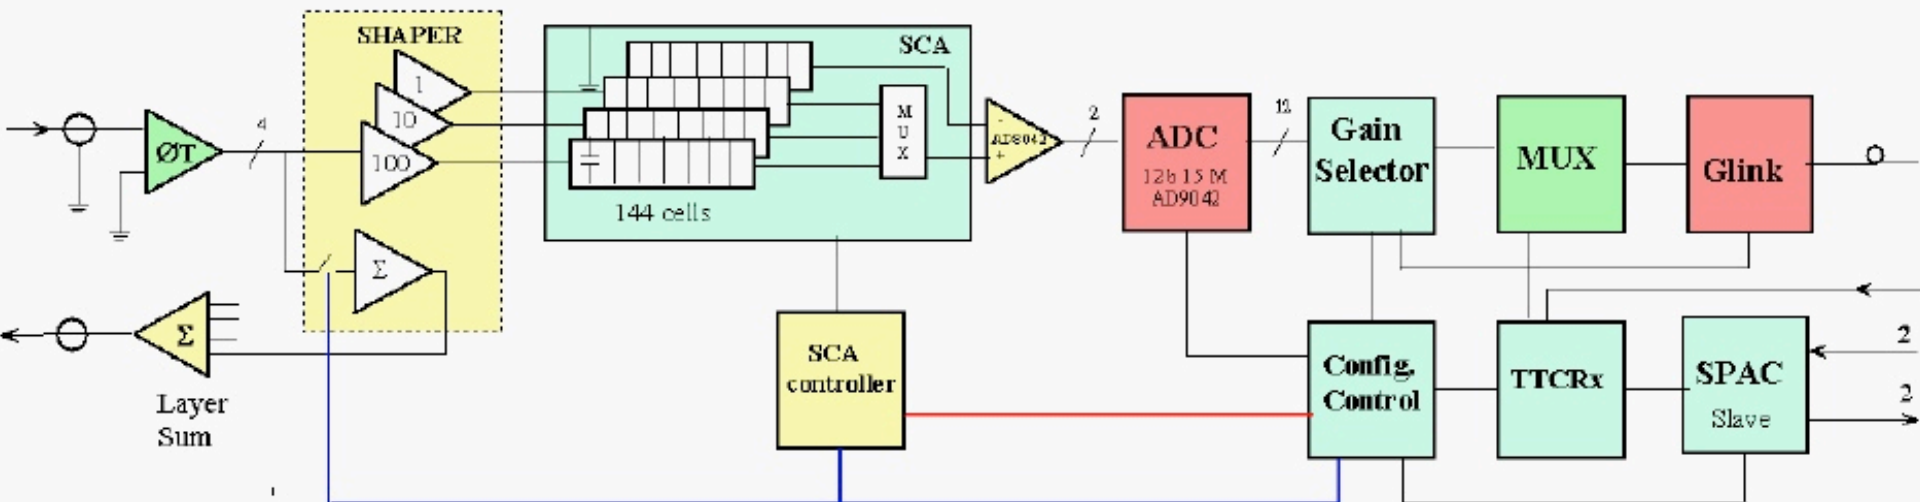 SHAPER
SCA
1
10
100
ØT
4
Σ
Σ
Layer
Sum
M
U
X
144 cells
-
AD8042
+
2
ADC
12b 15 M
AD9042
12
Gain
Selector
MUX
Glink
SCA
controller
Config.
Control
TTCRx
SPAC
Slave
2
2